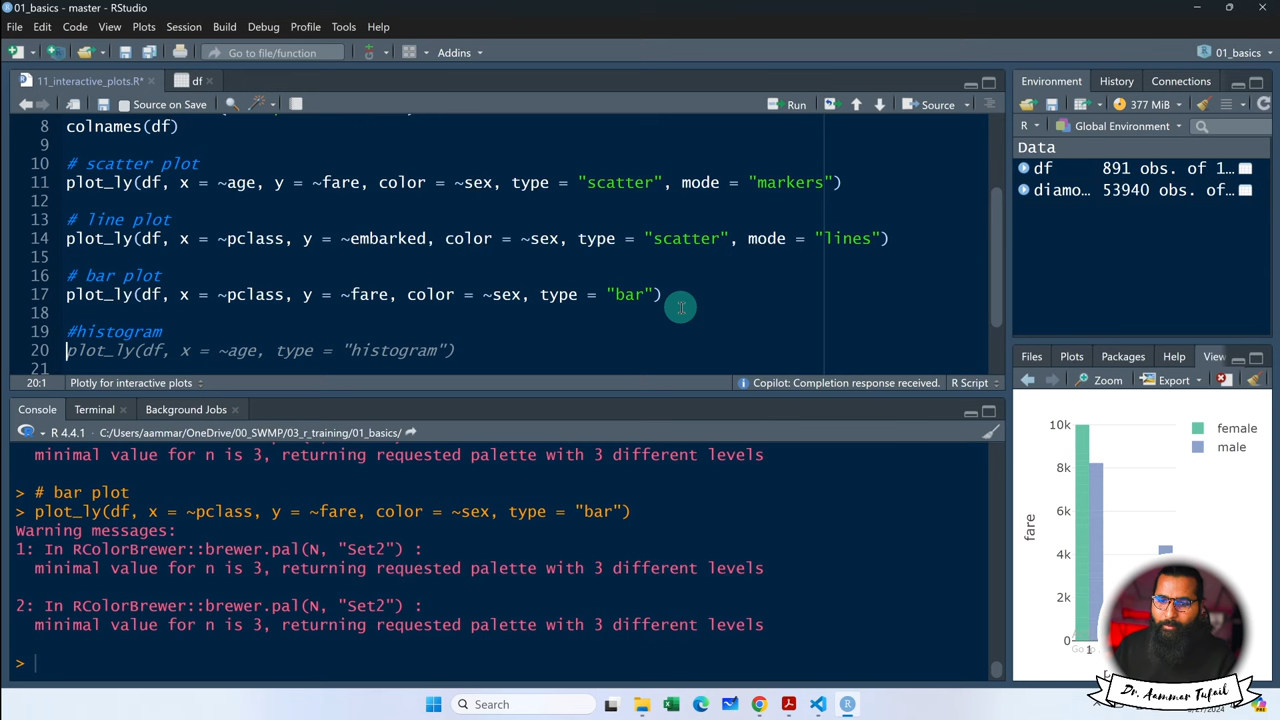 01_basics - master - RStudio
File Edit Code View Plots Session Build Debug Profile Tools Help
Go to file/function Addins 01_basics
11_interactive_plots.R* df
Source on Save Run Source
8 colnames(df)
9
10 # scatter plot
11 plot_ly(df, x = ~age, y = ~fare, color = ~sex, type = "scatter", mode = "markers")
12
13 # line plot
14 plot_ly(df, x = ~pclass, y = ~embarked, color = ~sex, type = "scatter", mode = "lines")
15
16 # bar plot
17 plot_ly(df, x = ~pclass, y = ~fare, color = ~sex, type = "bar")
18
19 #histogram
20 plot_ly(df, x = ~age, type = "histogram")
21
20:1 Plotly for interactive plots Copilot: Completion response received. R Script
Console Terminal Background Jobs
R 4.4.1 C:/Users/aammar/OneDrive/00_SWMP/03_r_training/01_basics/
minimal value for n is 3, returning requested palette with 3 different levels
> # bar plot
> plot_ly(df, x = ~pclass, y = ~fare, color = ~sex, type = "bar")
Warning messages:
1: In RColorBrewer::brewer.pal(N, "Set2") :
minimal value for n is 3, returning requested palette with 3 different levels
2: In RColorBrewer::brewer.pal(N, "Set2") :
minimal value for n is 3, returning requested palette with 3 different levels
>
Environment History Connections
377 MiB
R Global Environment
Data
df 891 obs. of 1…
diamo… 53940 obs. of…
Files Plots Packages Help View
Zoom Export
10k
8k
6k
4k
2k
0
fare
1
female
male
Dr. Aammar Tufail
Search